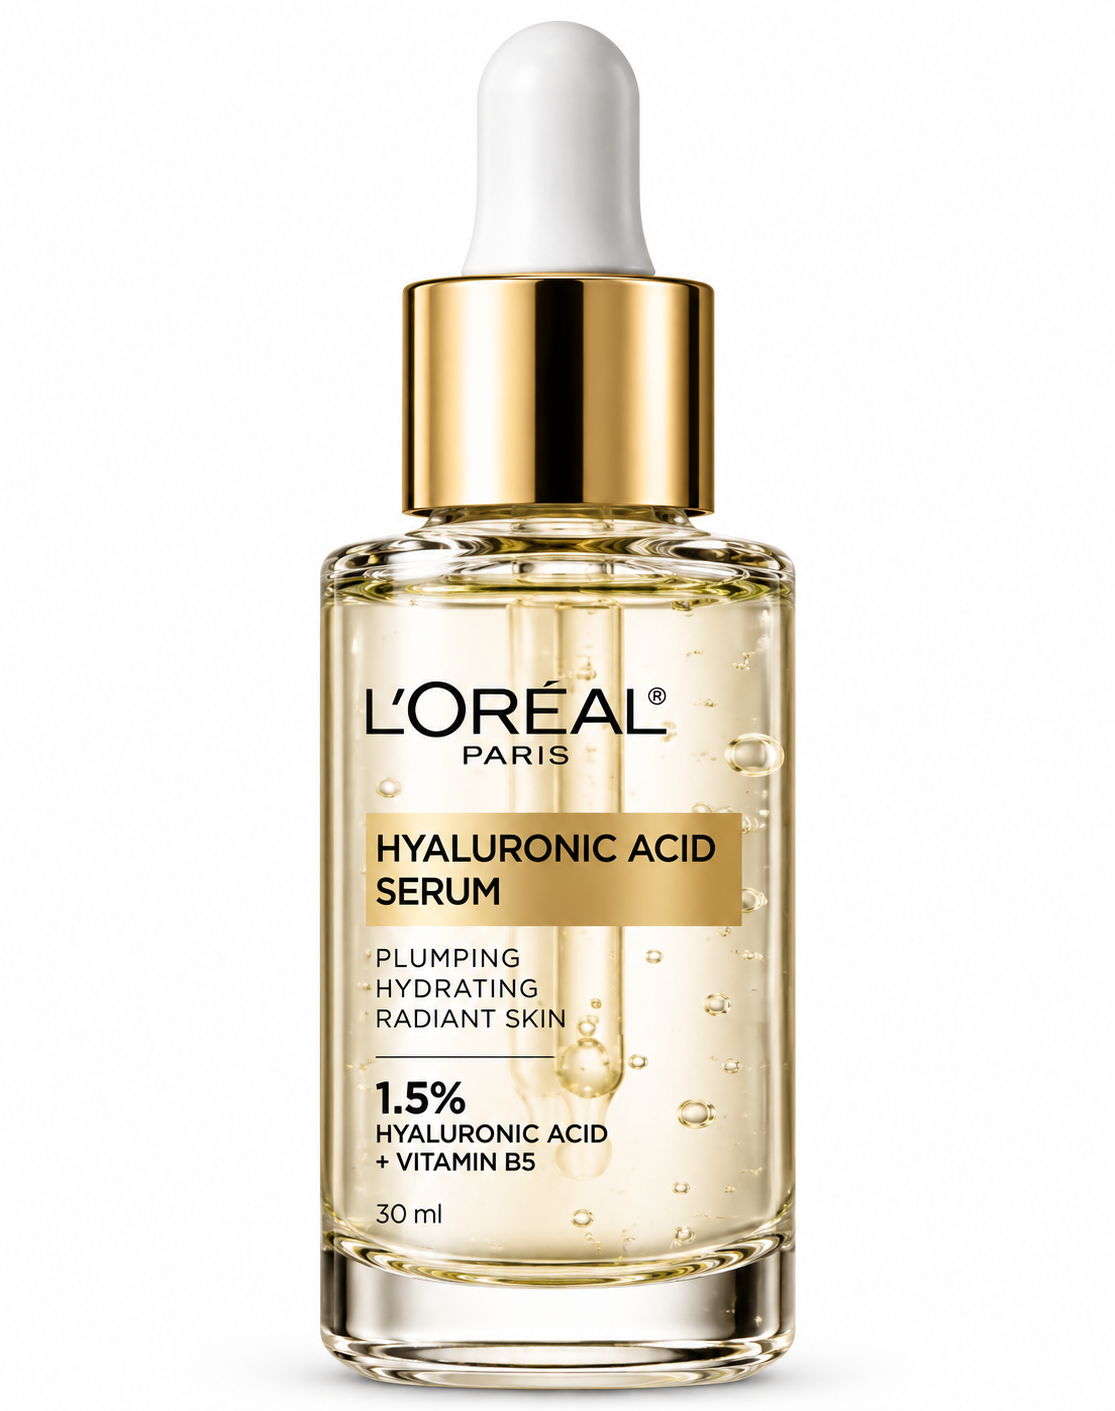 L'ORÉAL®
PARIS
HYALURONIC ACID
SERUM
PLUMPING
HYDRATING
RADIANT SKIN
1.5%
HYALURONIC ACID
+ VITAMIN B5
30 ml